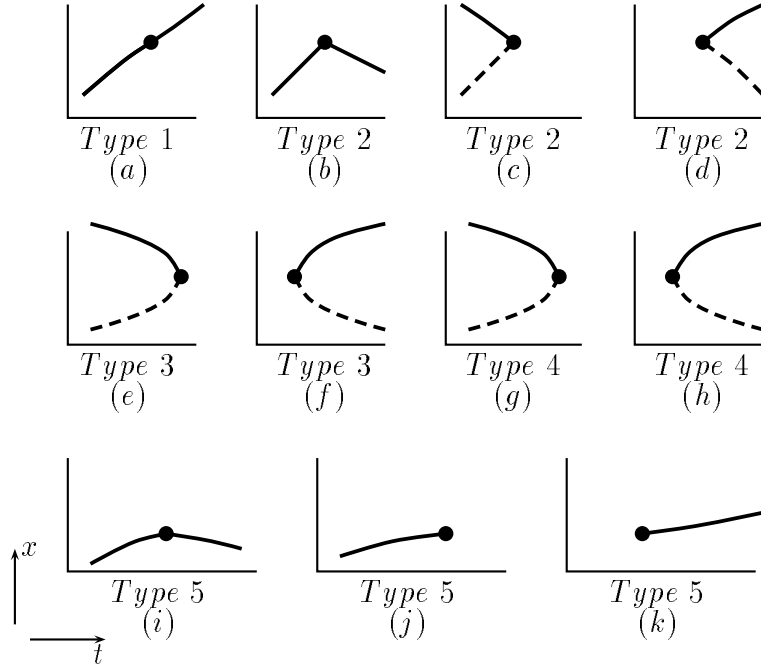 Type 1 Type 2 Type 2 Type 2
(a) (b) (c) (d)
Type 3 Type 3 Type 4 Type 4
(e) (f) (g) (h)
x
Type 5 Type 5 Type 5
(i) (j) (k)
t